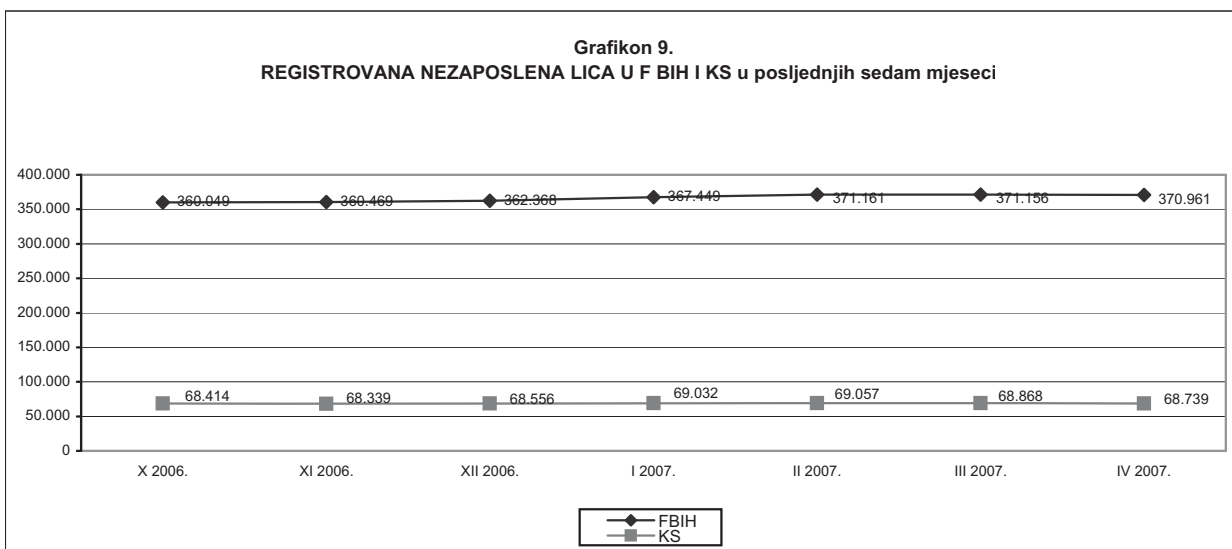 Grafikon 9.
REGISTROVANA NEZAPOSLENA LICA U F BIH I KS u posljednjih sedam mjeseci
400.000
360.049 360.469 362.368 367.449 371.161 371.156 370.961
350.000
300.000
250.000
200.000
150.000
100.000
68.414 68.339 68.556 69.032 69.057 68.868 68.739
50.000
0
X 2006. XI 2006. XII 2006. I 2007. II 2007. III 2007. IV 2007.
FBIH
KS